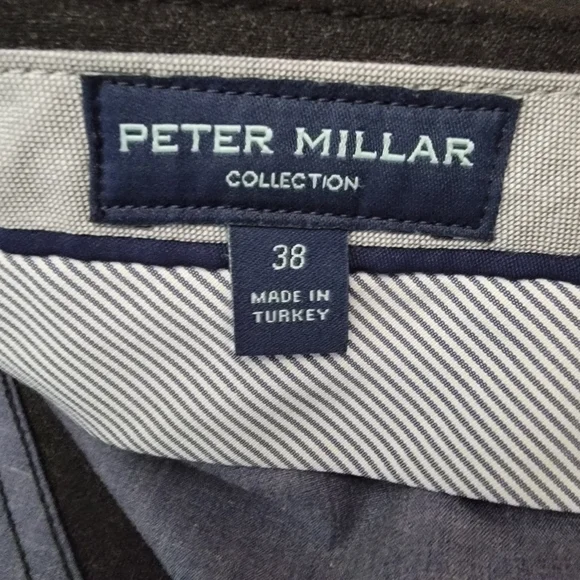 PETER MILLAR
COLLECTION
38
MADE IN
TURKEY